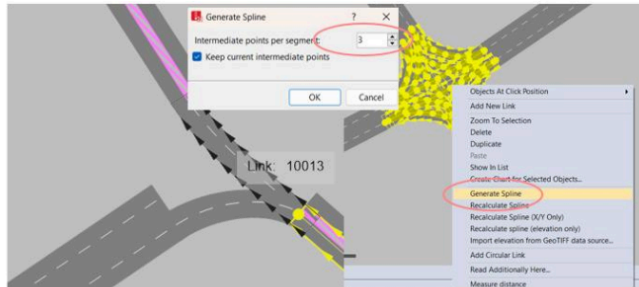 Generate Spline
? ×
Intermediate points per segment:
3
Keep current intermediate points
OK
Cancel
Link: 10013
Objects At Click Position
Add New Link
Zoom To Selection
Delete
Duplicate
Paste
Show In List
Create Chart for Selected Objects...
Generate Spline
Recalculate Spline
Recalculate Spline (X/Y Only)
Recalculate spline (elevation only)
Import elevation from GeoTIFF data source...
Add Circular Link
Read Additionally Here...
Measure distance